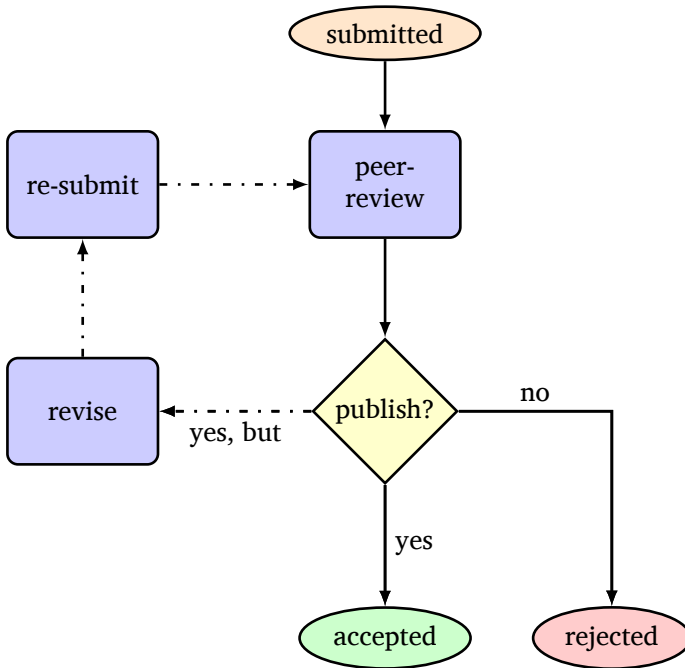 submitted
re-submit
peer-
review
revise
publish?
yes, but
no
yes
accepted
rejected